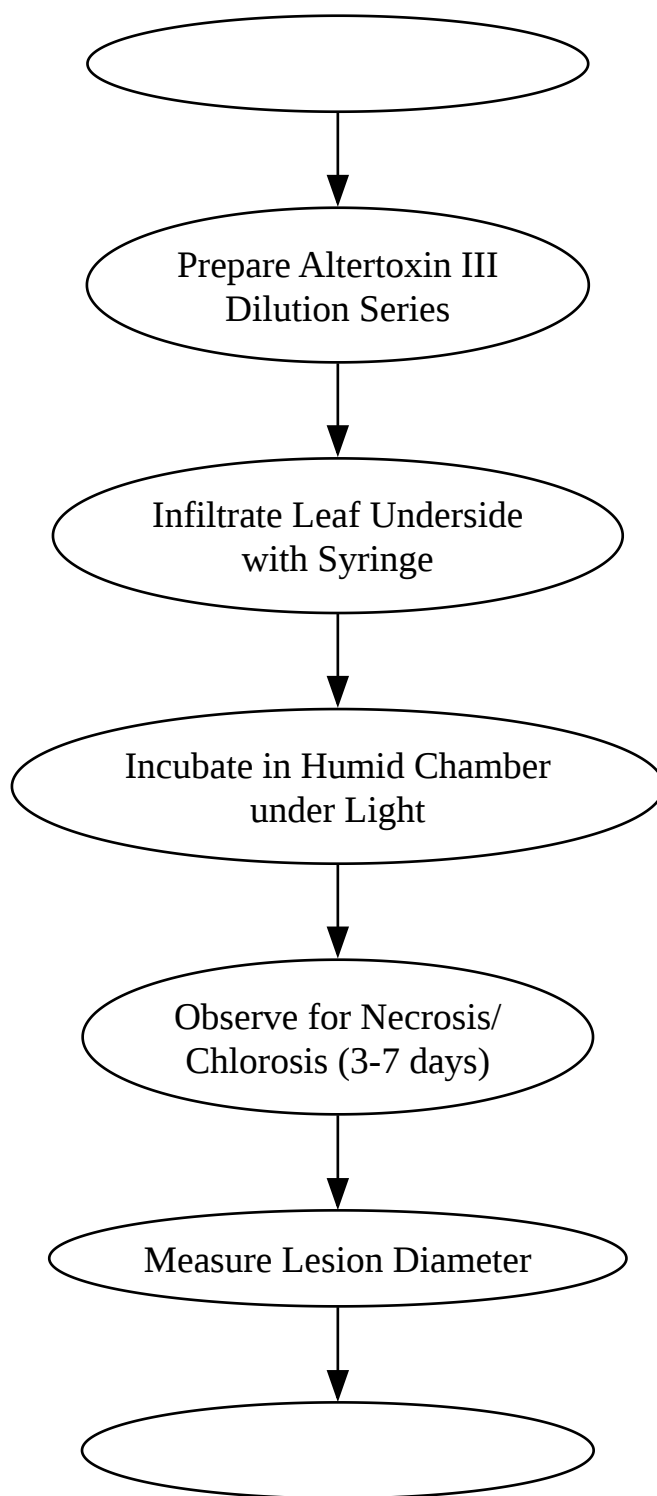 Prepare Altertoxin III
Dilution Series
Infiltrate Leaf Underside
with Syringe
Incubate in Humid Chamber
under Light
Observe for Necrosis/
Chlorosis (3-7 days)
Measure Lesion Diameter